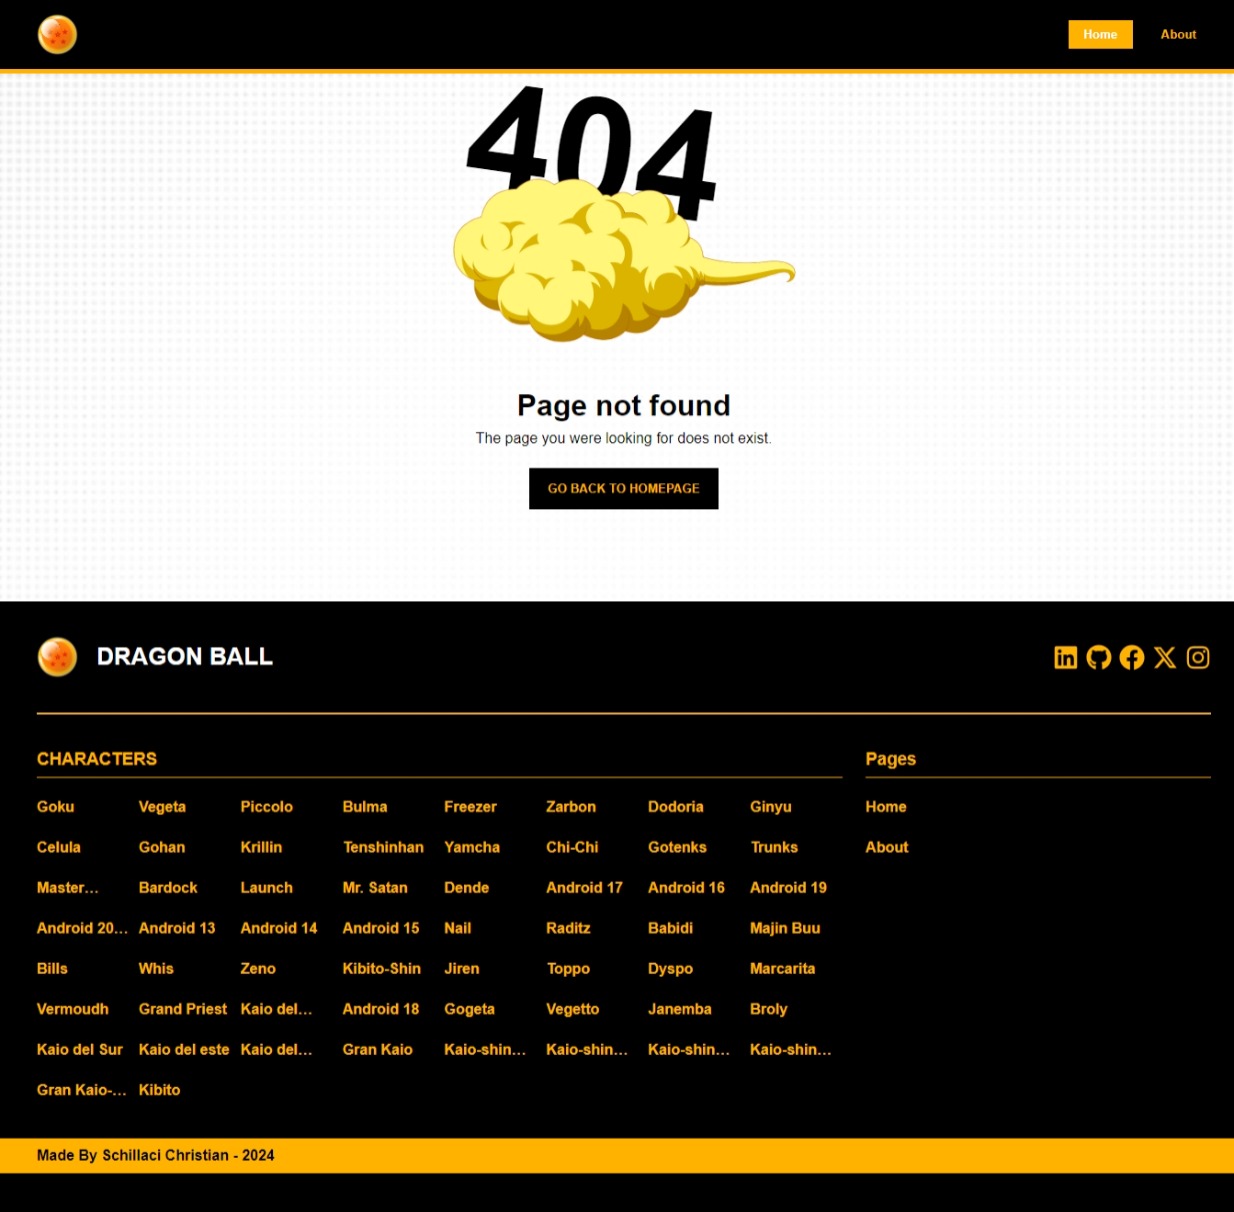 Home About
404
Page not found
The page you were looking for does not exist.
GO BACK TO HOMEPAGE
DRAGON BALL
CHARACTERS
Goku Vegeta Piccolo Bulma Freezer Zarbon Dodoria Ginyu
Celula Gohan Krillin Tenshinhan Yamcha Chi-Chi Gotenks Trunks
Master... Bardock Launch Mr. Satan Dende Android 17 Android 16 Android 19
Android 20... Android 13 Android 14 Android 15 Nail Raditz Babidi Majin Buu
Bills Whis Zeno Kibito-Shin Jiren Toppo Dyspo Marcarita
Vermoudh Grand Priest Kaio del... Android 18 Gogeta Vegetto Janemba Broly
Kaio del Sur Kaio del este Kaio del... Gran Kaio Kaio-shin... Kaio-shin... Kaio-shin... Kaio-shin...
Gran Kaio-... Kibito
Pages
Home
About
Made By Schillaci Christian - 2024